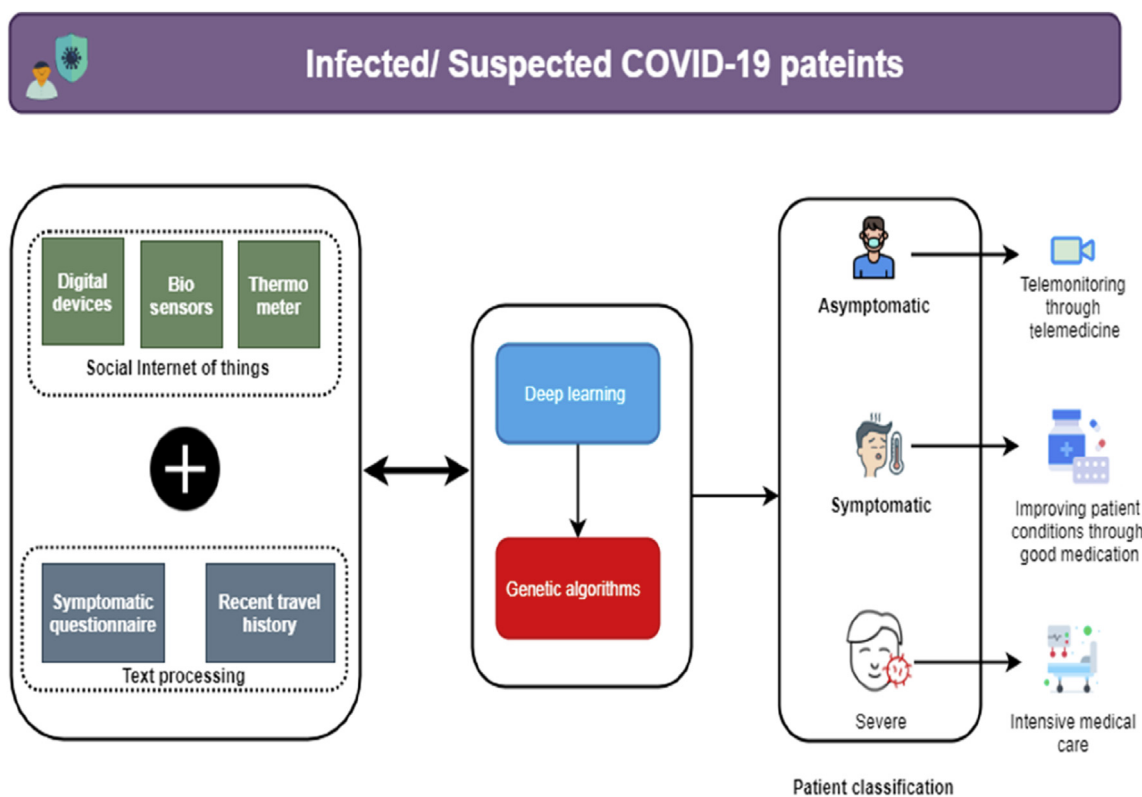 Infected/ Suspected COVID-19 pateints
Digital
devices
Bio
sensors
Thermo
meter
Social Internet of things
Symptomatic
questionnaire
Recent travel
history
Text processing
Deep learning
Genetic algorithms
Asymptomatic
Symptomatic
Severe
Patient classification
Telemonitoring
through
telemedicine
Improving patient
conditions through
good medication
Intensive medical
care